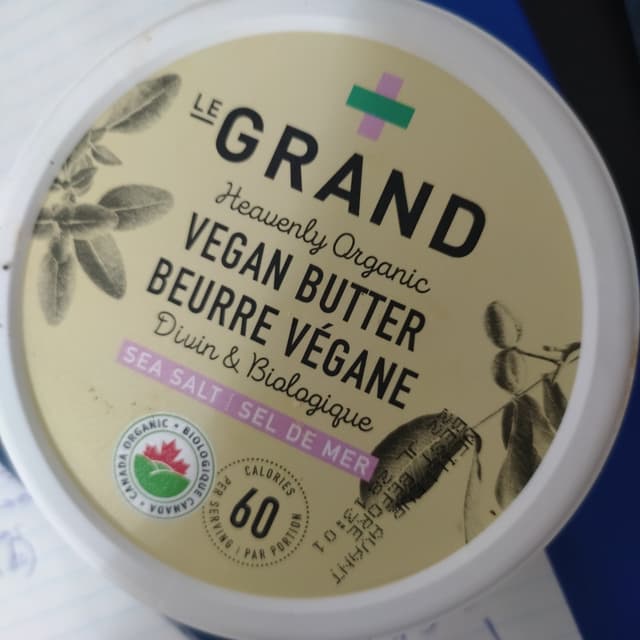 LE
GRAND
Heavenly Organic
VEGAN BUTTER
BEURRE VÉGANE
Divin & Biologique
SEA SALT | SEL DE MER
CANADA ORGANIC • BIOLOGIQUE CANADA •
CALORIES
60
PER SERVING | PAR PORTION